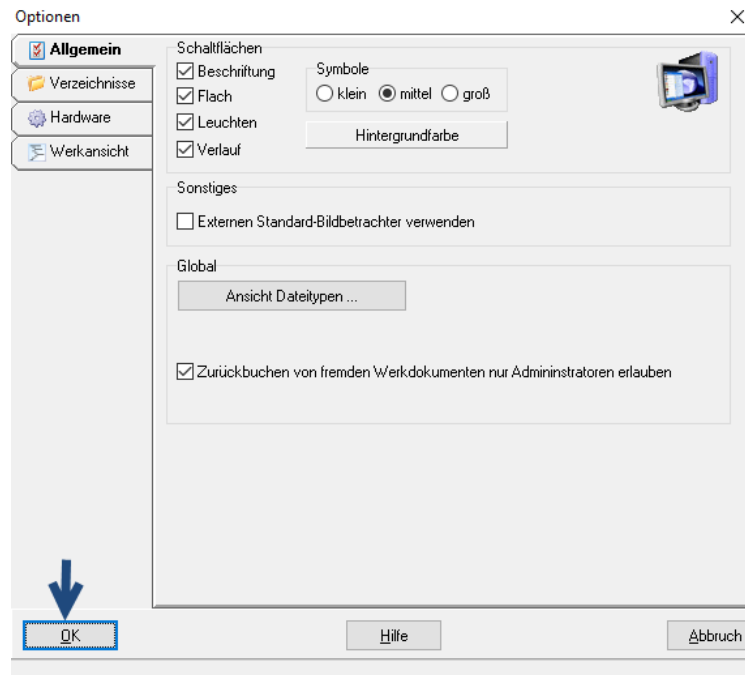 Optionen
Allgemein
Verzeichnisse
Hardware
Werkansicht
Schaltflächen
Beschriftung
Flach
Leuchten
Verlauf
Symbole
klein mittel groß
Hintergrundfarbe
Sonstiges
Externen Standard-Bildbetrachter verwenden
Global
Ansicht Dateitypen ...
Zurückbuchen von fremden Werkdokumenten nur Admininstratoren erlauben
OK Hilfe Abbruch